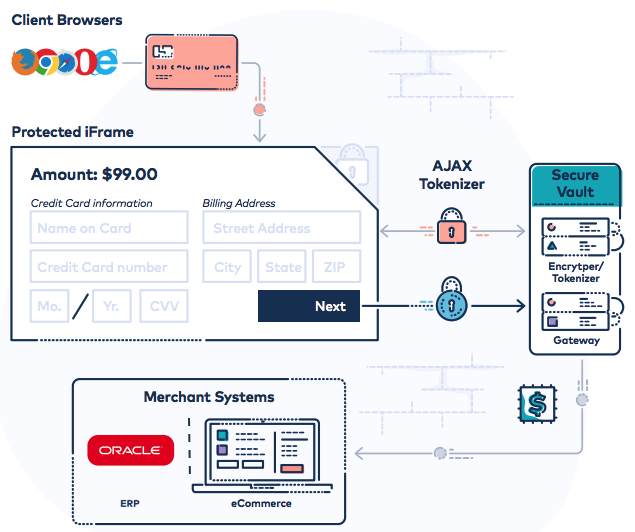 Client Browsers
Protected iFrame
Amount: $99.00
Credit Card information
Billing Address
Name on Card
Street Address
Credit Card number
City
State
ZIP
Mo.
/
Yr.
CVV
Next
AJAX
Tokenizer
Secure
Vault
Encrytper/
Tokenizer
Gateway
$
Merchant Systems
ORACLE
ERP
eCommerce